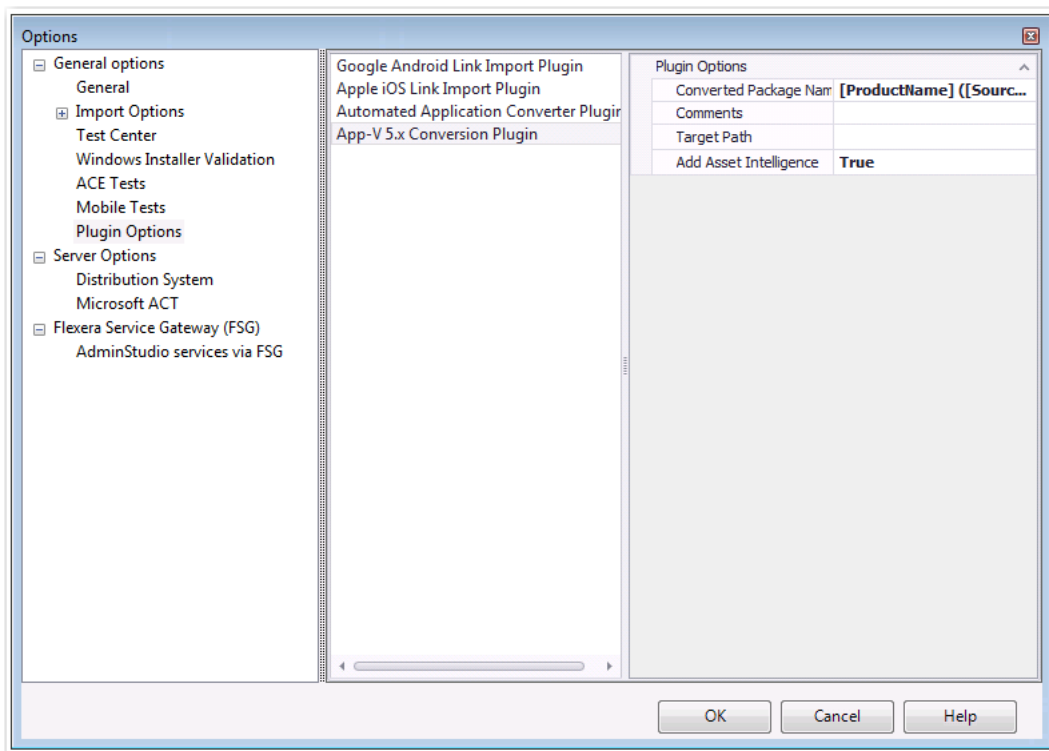 Options
General options
General
Import Options
Test Center
Windows Installer Validation
ACE Tests
Mobile Tests
Plugin Options
Server Options
Distribution System
Microsoft ACT
Flexera Service Gateway (FSG)
AdminStudio services via FSG
Google Android Link Import Plugin
Apple iOS Link Import Plugin
Automated Application Converter Plugin
App-V 5.x Conversion Plugin
Plugin Options
Converted Package Nam [ProductName] ([Sourc...
Comments
Target Path
Add Asset Intelligence True
OK Cancel Help